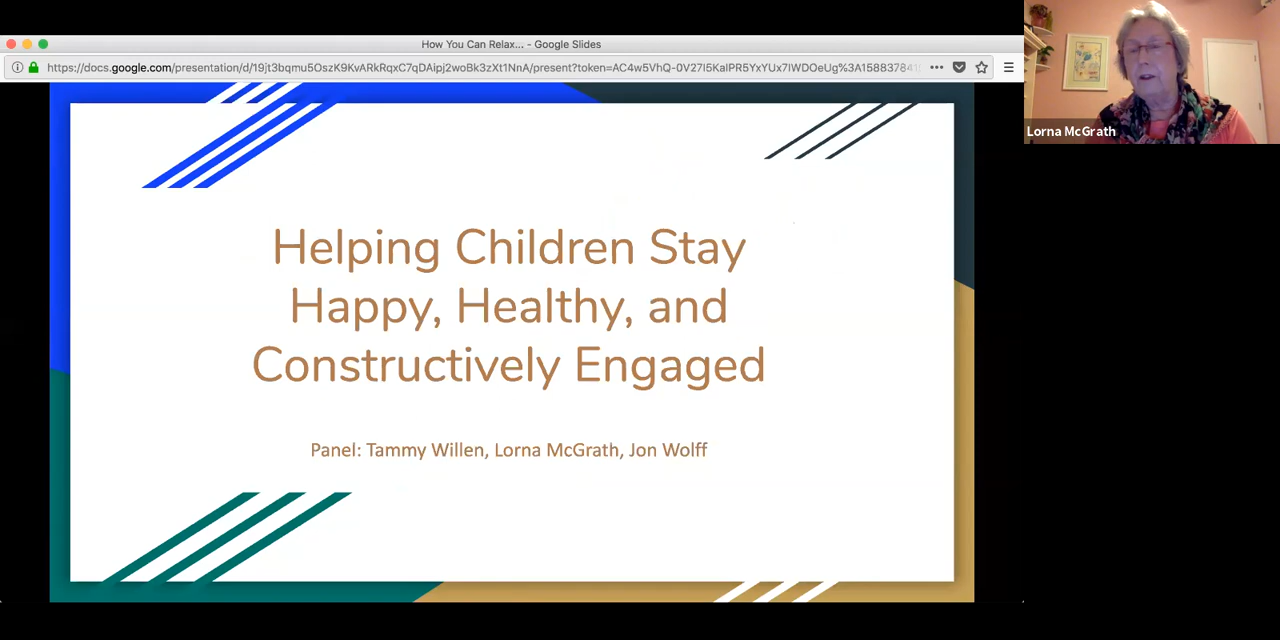 How You Can Relax... - Google Slides
Lorna McGrath
Helping Children Stay
Happy, Healthy, and
Constructively Engaged
Panel: Tammy Willen, Lorna McGrath, Jon Wolff